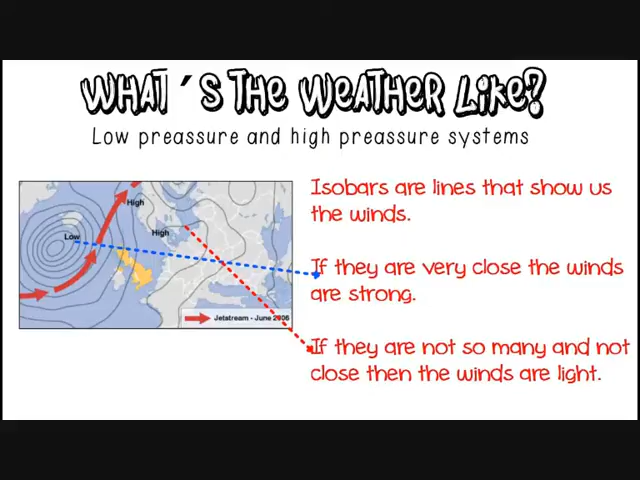 WHAT´S THE WEATHER LIKE?
Low preassure and high preassure systems
High
High
Low
Jetstream - June 2006
Isobars are lines that show us
the winds.
If they are very close the winds
are strong.
If they are not so many and not
close then the winds are light.